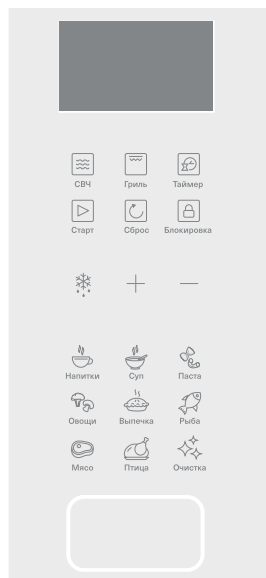 СВЧ Гриль Таймер
Старт Сброс Блокировка
Напитки Суп Паста
Овощи Выпечка Рыба
Мясо Птица Очистка